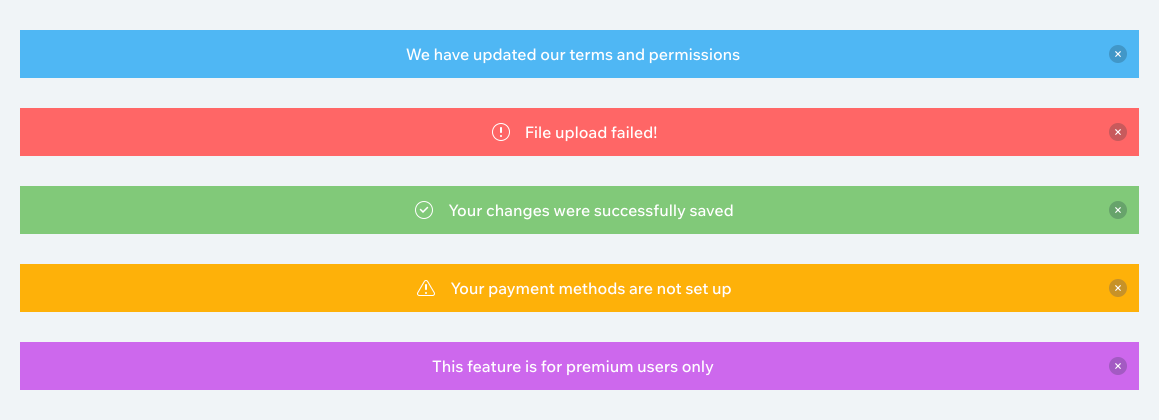 We have updated our terms and permissions
File upload failed!
Your changes were successfully saved
Your payment methods are not set up
This feature is for premium users only